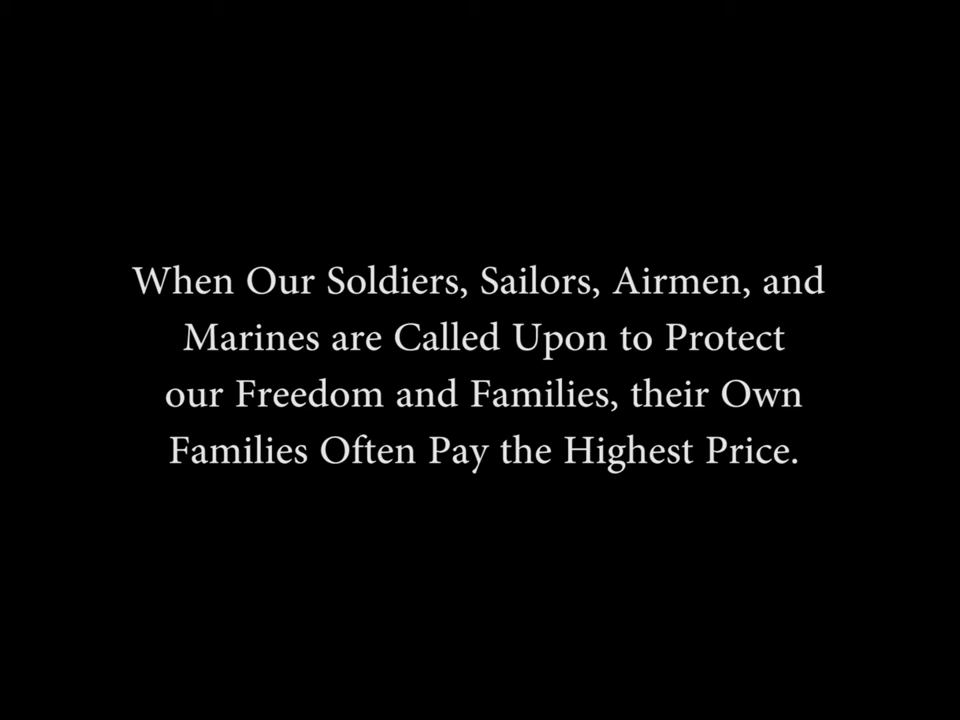 When Our Soldiers, Sailors, Airmen, and
Marines are Called Upon to Protect
our Freedom and Families, their Own
Families Often Pay the Highest Price.